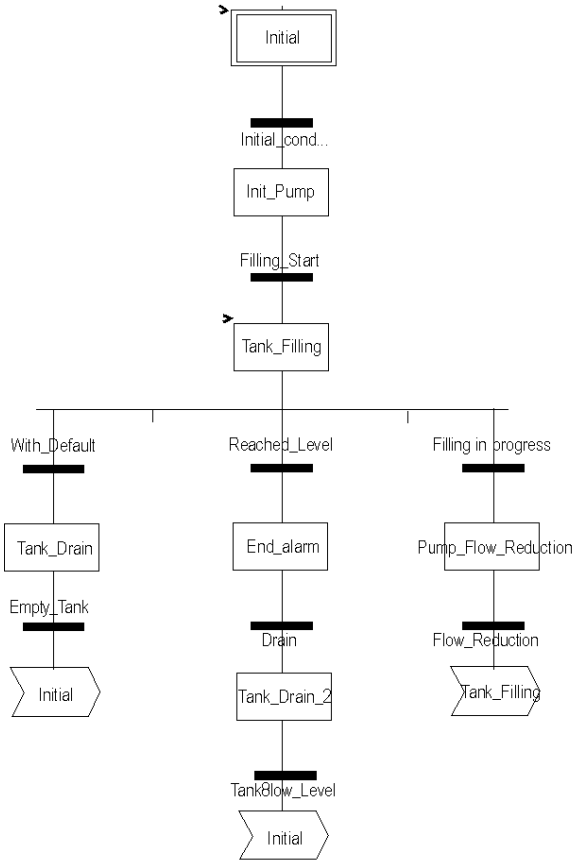 Initial
Initial_cond...
Init_Pump
Filling_Start
Tank_Filling
With_Default
Reached_Level
Filling in progress
Tank_Drain
End_alarm
Pump_Flow_Reduction
Empty_Tank
Drain
Flow_Reduction
Initial
Tank_Drain_2
Tank_Filling
Initial